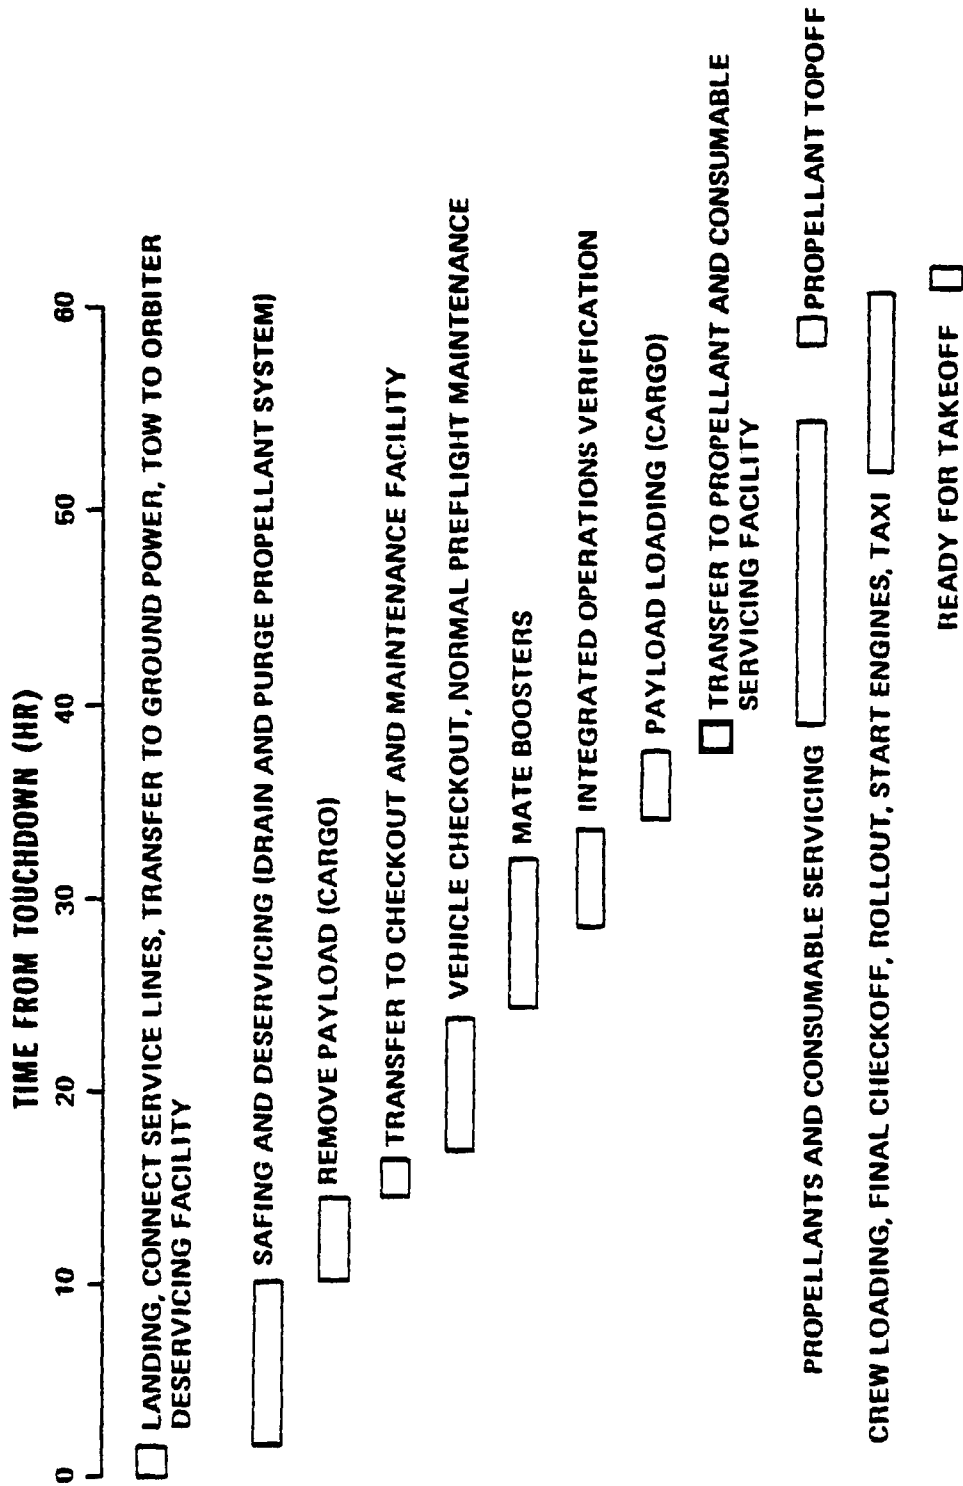 TIME FROM TOUCHDOWN (HR)
0 10 20 30 40 50 60
LANDING, CONNECT SERVICE LINES, TRANSFER TO GROUND POWER, TOW TO ORBITER
DESERVICING FACILITY
SAFING AND DESERVICING (DRAIN AND PURGE PROPELLANT SYSTEM)
REMOVE PAYLOAD (CARGO)
TRANSFER TO CHECKOUT AND MAINTENANCE FACILITY
VEHICLE CHECKOUT, NORMAL PREFLIGHT MAINTENANCE
MATE BOOSTERS
INTEGRATED OPERATIONS VERIFICATION
PAYLOAD LOADING (CARGO)
TRANSFER TO PROPELLANT AND CONSUMABLE
SERVICING FACILITY
PROPELLANTS AND CONSUMABLE SERVICING PROPELLANT TOPOFF
CREW LOADING, FINAL CHECKOFF, ROLLOUT, START ENGINES, TAXI
READY FOR TAKEOFF